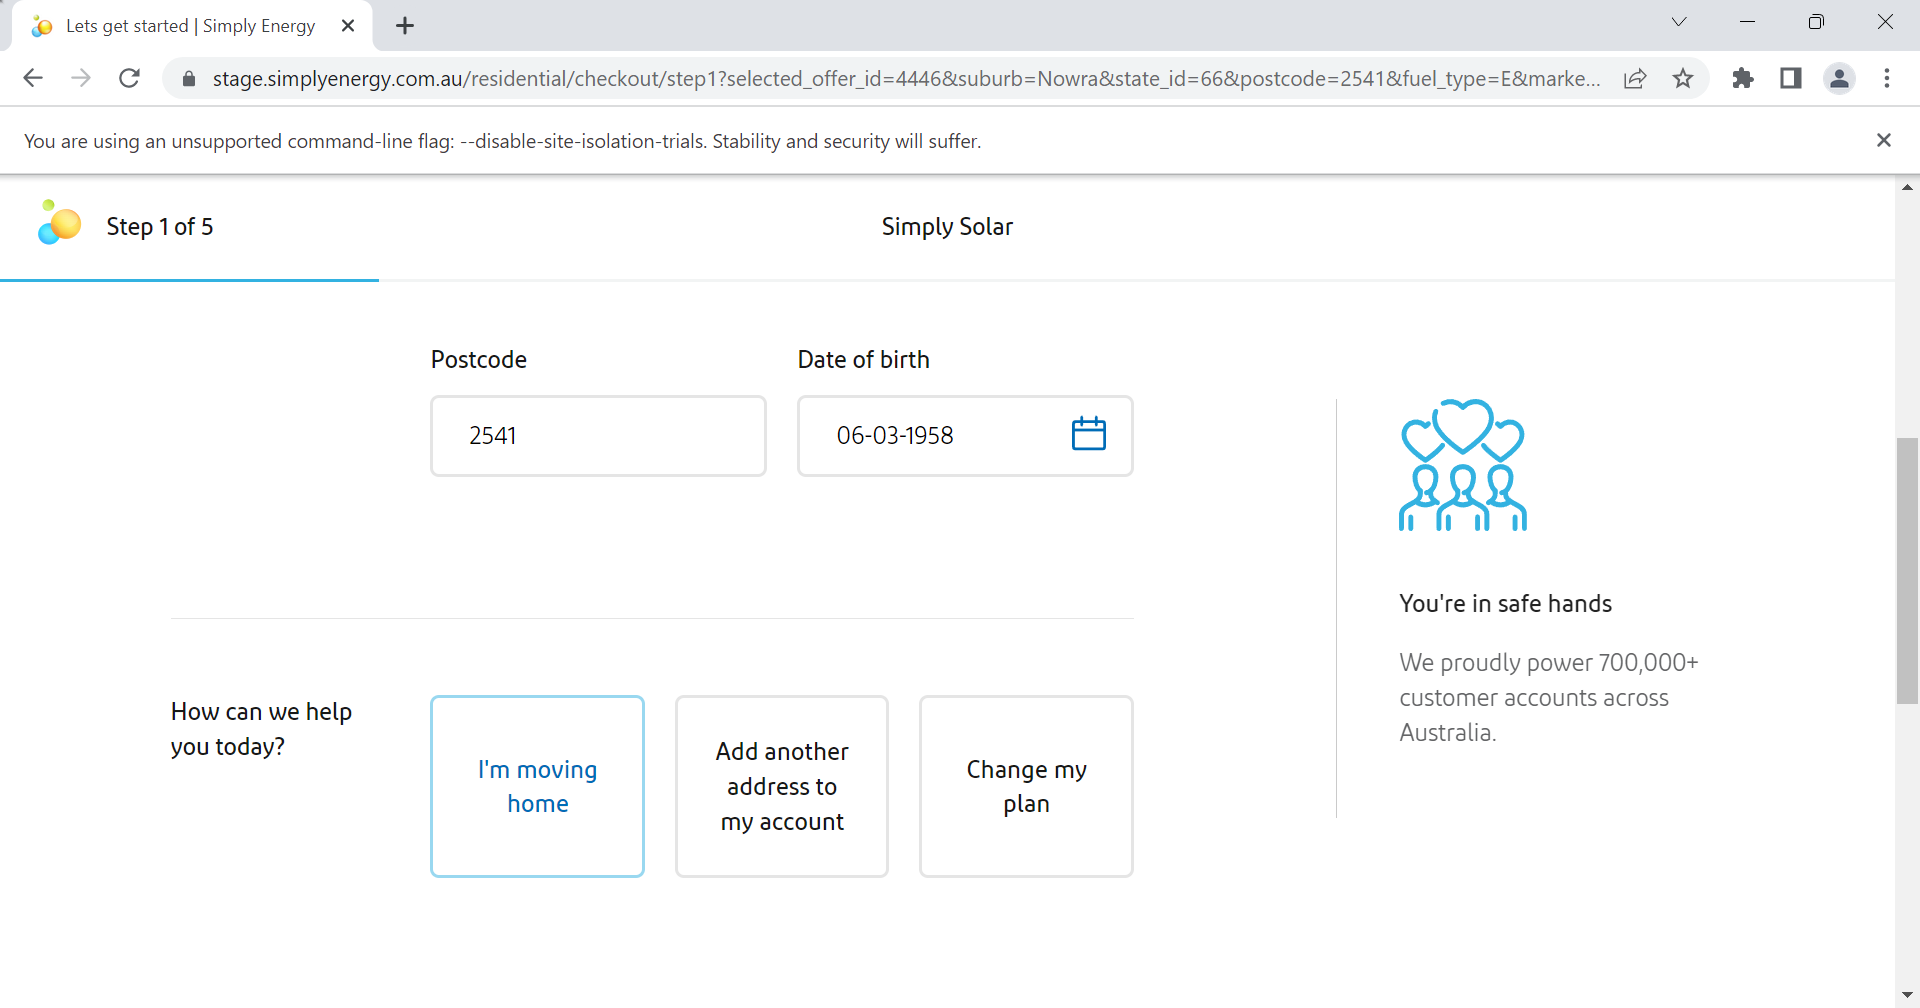 Lets get started | Simply Energy
stage.simplyenergy.com.au/residential/checkout/step1?selected_offer_id=4446&suburb=Nowra&state_id=66&postcode=2541&fuel_type=E&marke...
You are using an unsupported command-line flag: --disable-site-isolation-trials. Stability and security will suffer.
Step 1 of 5
Simply Solar
Postcode
Date of birth
2541
06-03-1958
You're in safe hands
We proudly power 700,000+
customer accounts across
Australia.
How can we help
you today?
I'm moving
home
Add another
address to
my account
Change my
plan